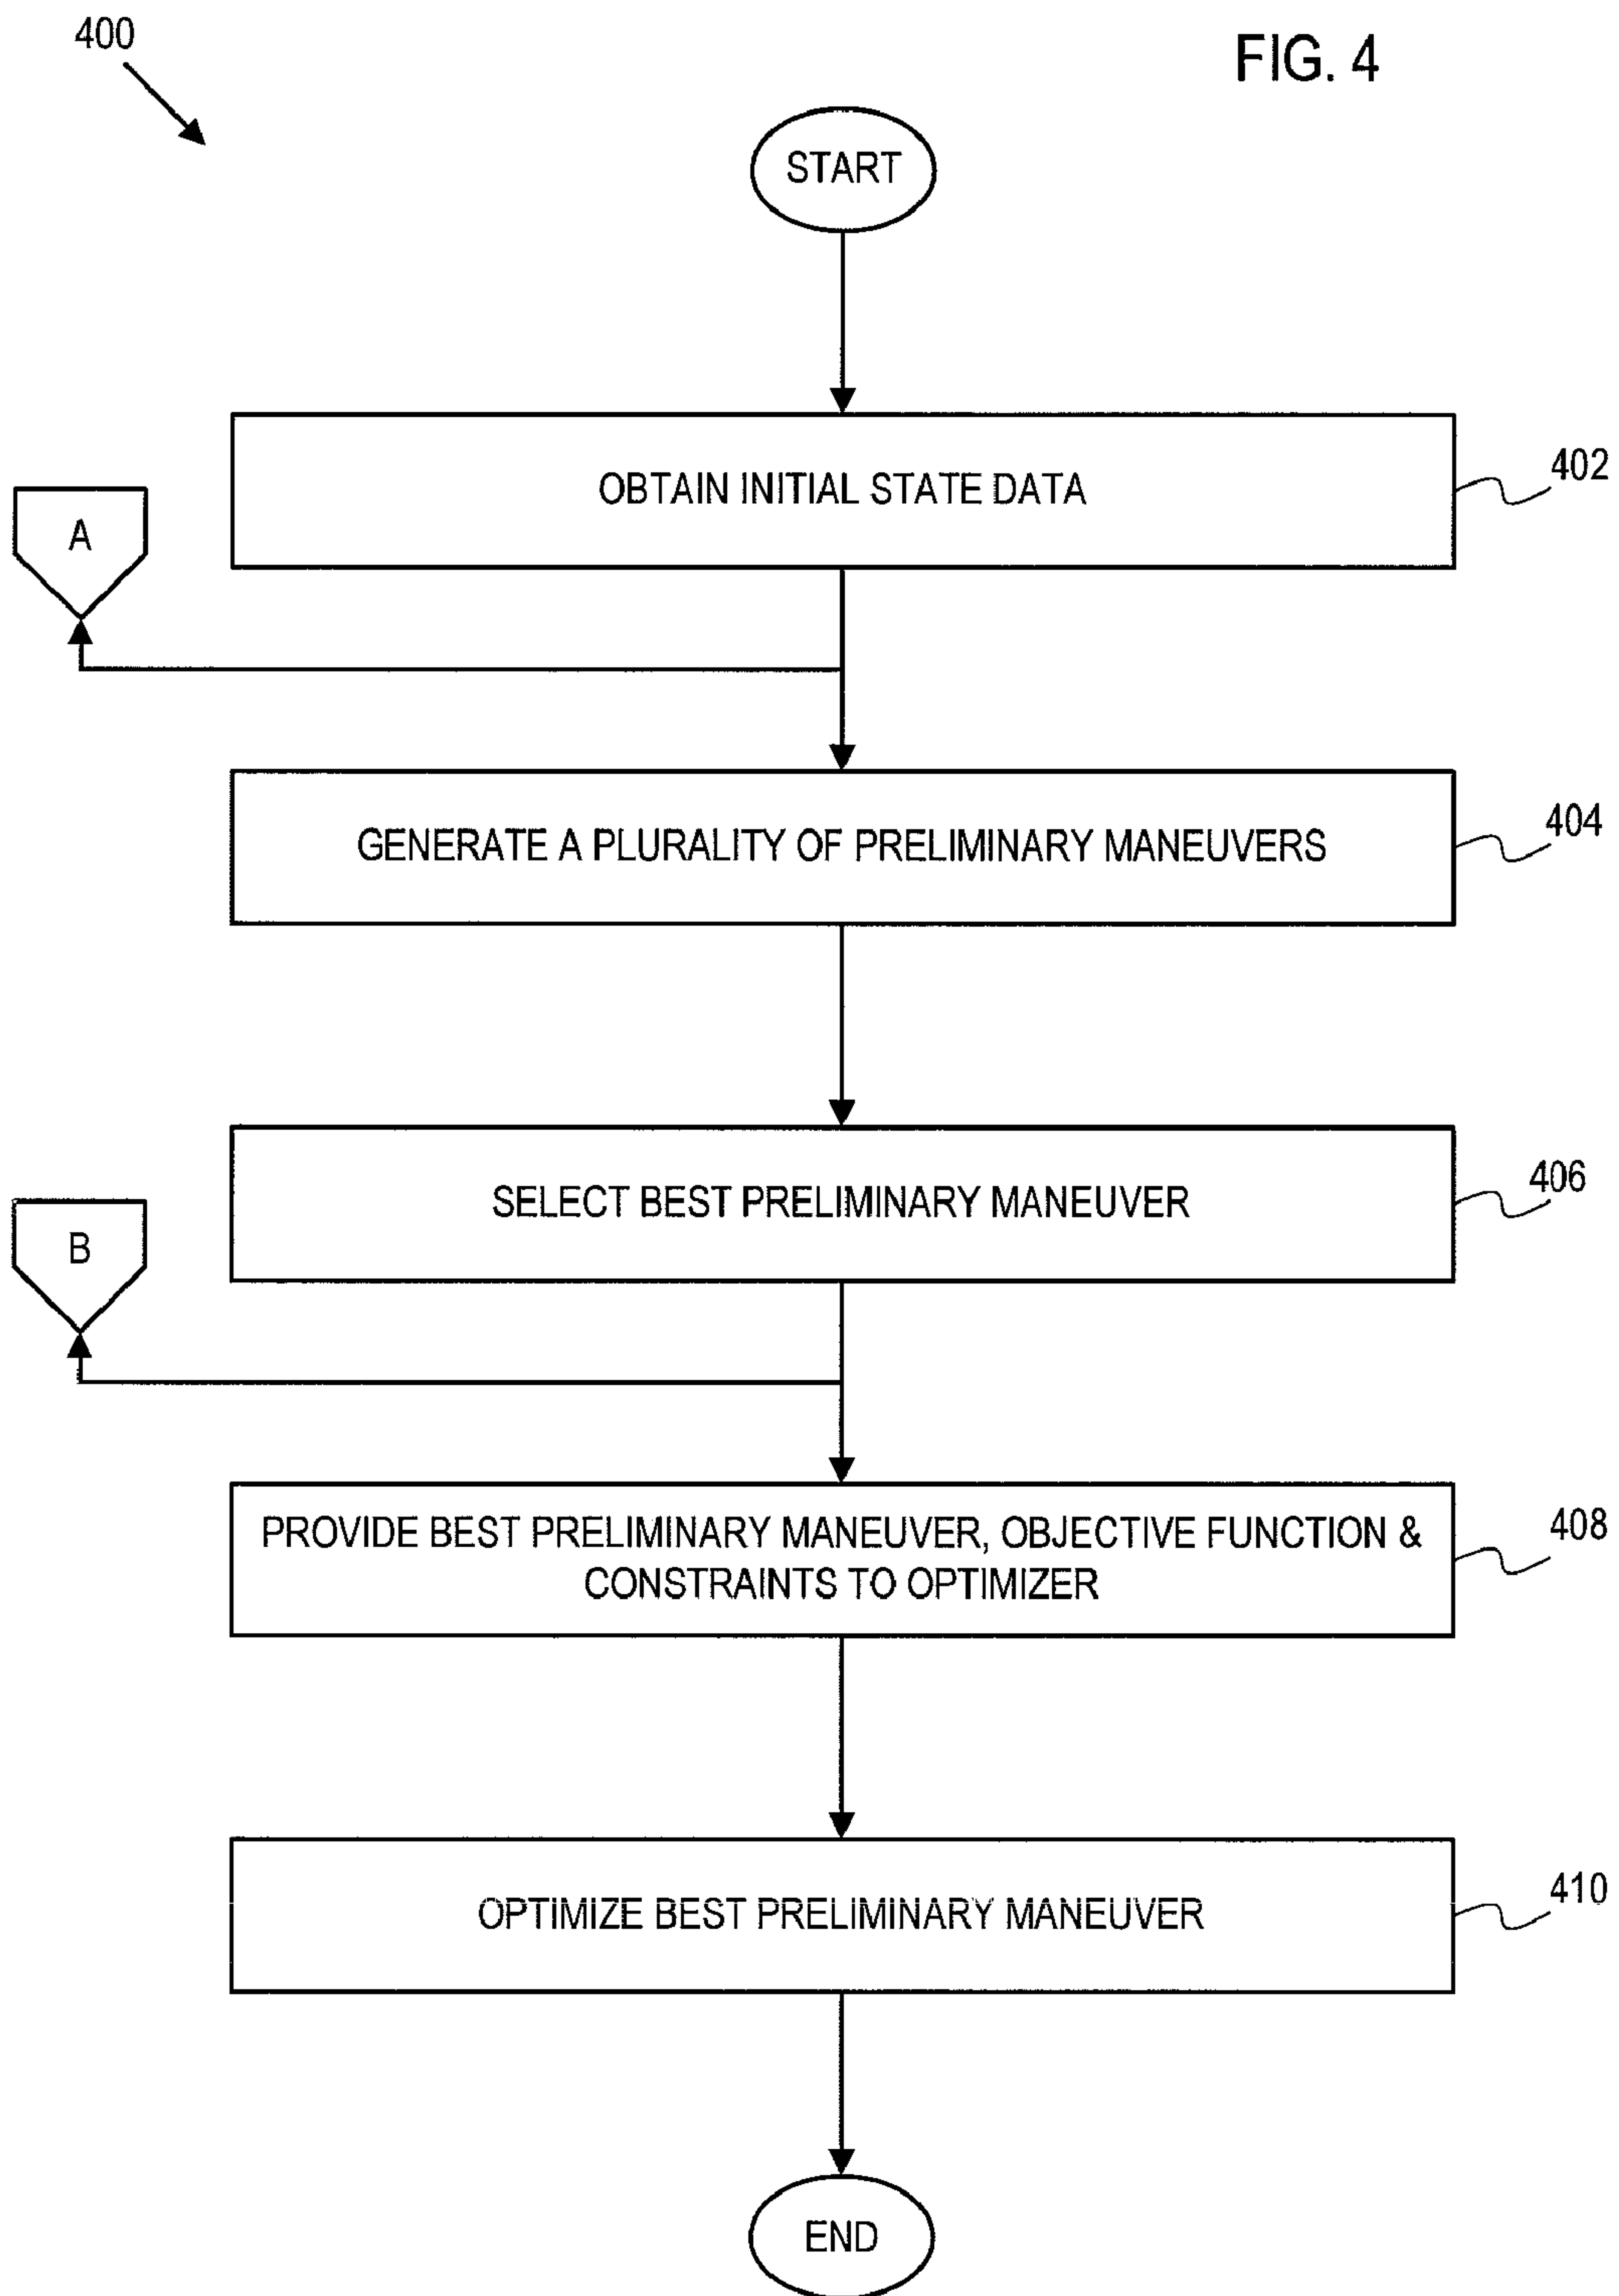 400
FIG. 4
START
OBTAIN INITIAL STATE DATA
402
A
GENERATE A PLURALITY OF PRELIMINARY MANEUVERS
404
SELECT BEST PRELIMINARY MANEUVER
406
B
PROVIDE BEST PRELIMINARY MANEUVER, OBJECTIVE FUNCTION &
CONSTRAINTS TO OPTIMIZER
408
OPTIMIZE BEST PRELIMINARY MANEUVER
410
END